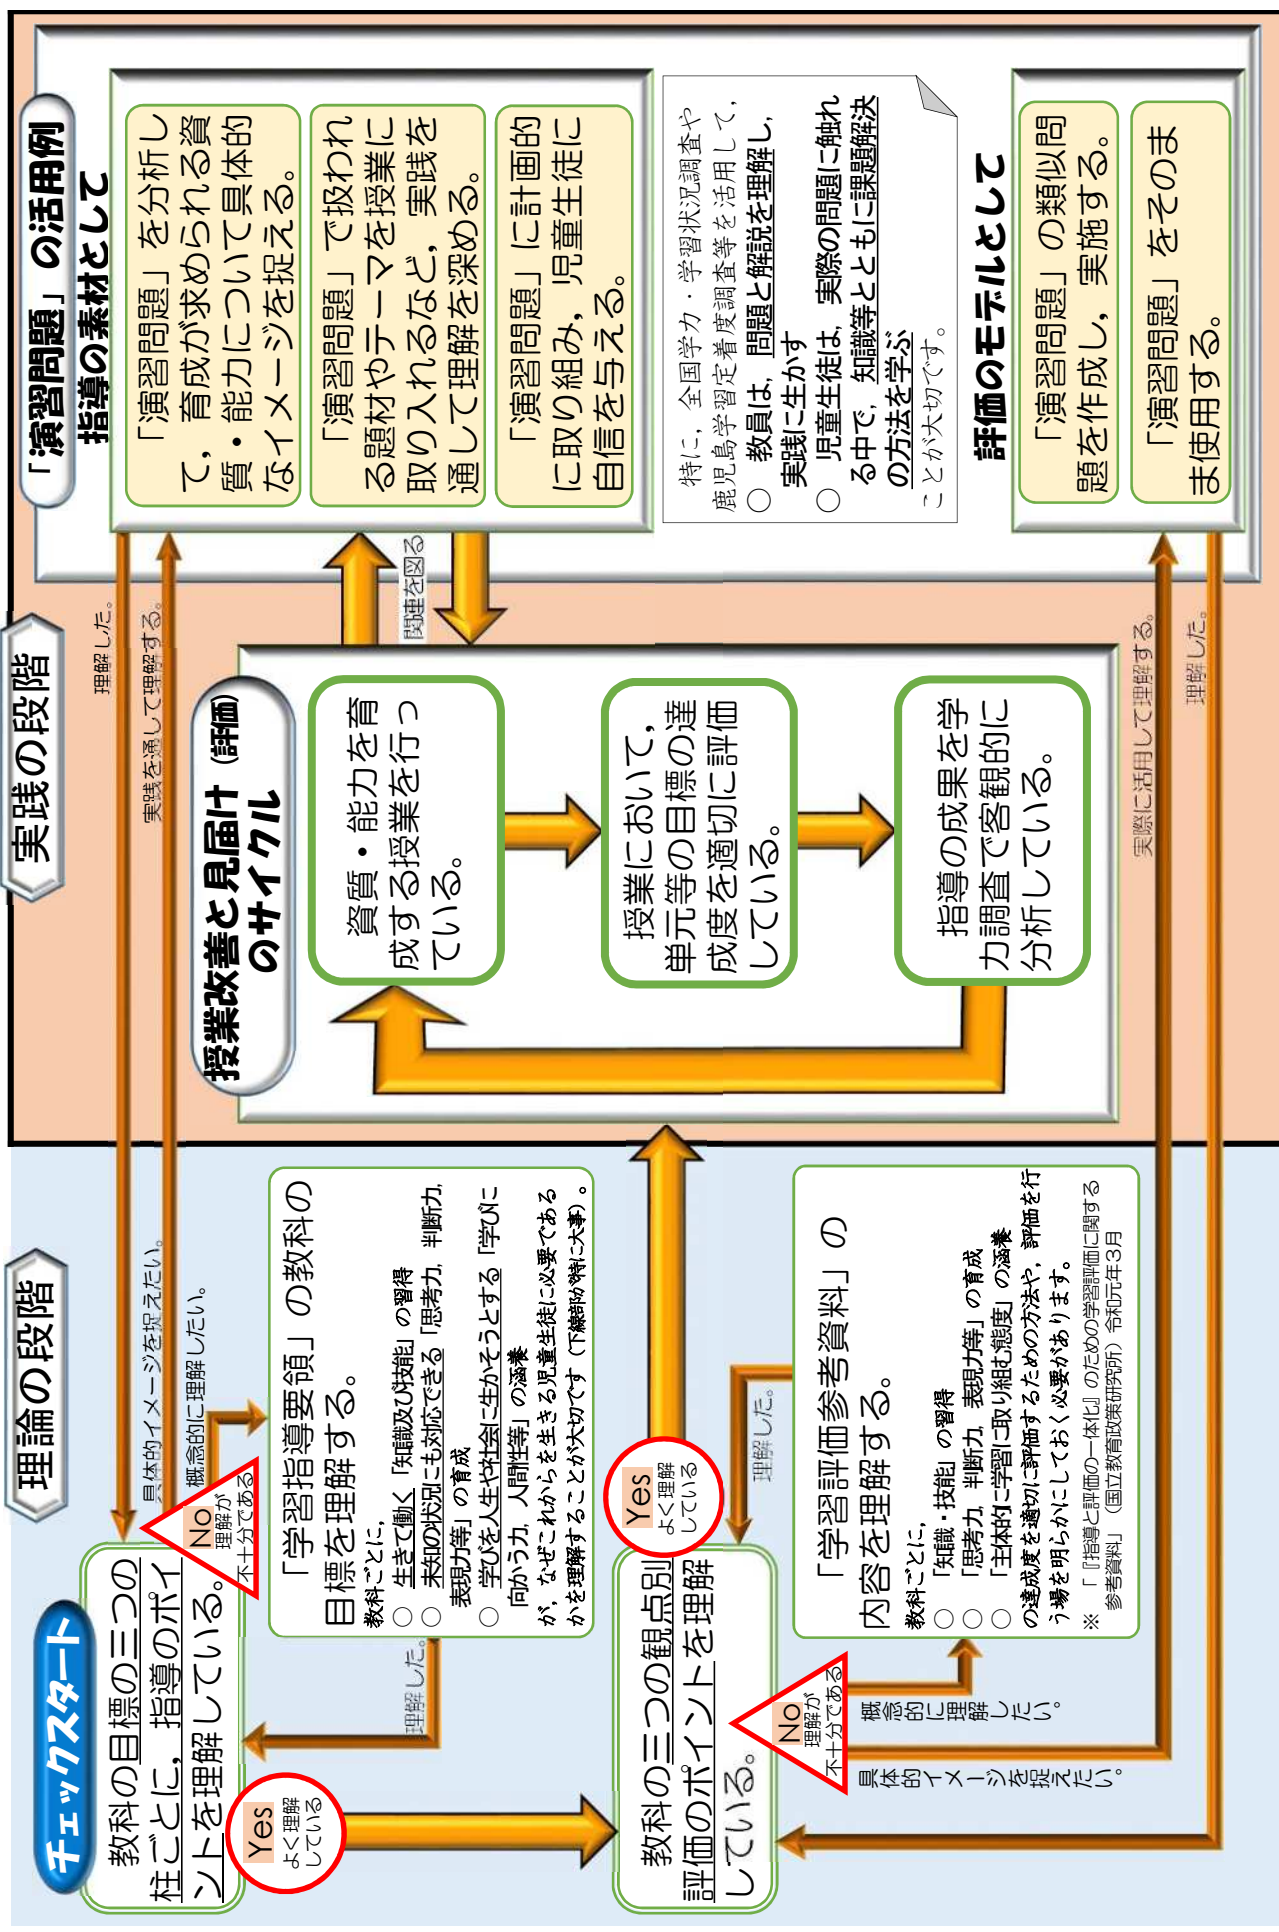 理論の段階
チェックスタート
教科の目標の三つの
柱ごとに，指導のポイ
ントを理解している。
No
理解が
不十分である
具体的イメージを捉えたい。
概念的に理解したい。
「学習指導要領」の教科の
目標を理解する。
教科ごとに，
○ 生きて働く「知識及び技能」の習得
○ 未知の状況にも対応できる「思考力，判断力，
表現力等」の育成
○ 学びを人生や社会に生かそうとする「学びに
向かう力，人間性等」の涵養
が，なぜこれからを生きる児童生徒に必要である
かを理解することが大切です（下線部が特に大事）。
理解した。
Yes
よく理解
している
教科の三つの観点別
評価のポイントを理解
している。
Yes
よく理解
している
理解した。
No
理解が
不十分である
概念的に理解したい。
具体的イメージを捉えたい。
「学習評価参考資料」の
内容を理解する。
教科ごとに，
○ 「知識・技能」の習得
○ 「思考力，判断力，表現力等」の育成
○ 「主体的に学習に取り組む態度」の涵養
の達成度を適切に評価するための方法や，評価を行
う場を明らかにしておく必要があります。
※ 「『指導と評価の一体化』のための学習評価に関する
参考資料」（国立教育政策研究所）令和元年３月
実践の段階
理解した。
実践を通して理解する。
授業改善と見届け（評価）
のサイクル
資質・能力を育
成する授業を行っ
ている。
授業において，
単元等の目標の達
成度を適切に評価
している。
指導の成果を学
力調査で客観的に
分析している。
関連を図る
実際に活用して理解する。
理解した。
「演習問題」の活用例
指導の素材として
「演習問題」を分析し
て，育成が求められる資
質・能力について具体的
なイメージを捉える。
「演習問題」で扱われ
る題材やテーマを授業に
取り入れるなど，実践を
通して理解を深める。
「演習問題」に計画的
に取り組み，児童生徒に
自信を与える。
特に，全国学力・学習状況調査や
鹿児島学習定着度調査等を活用して，
○ 教員は，問題と解説を理解し，
実践に生かす
○ 児童生徒は，実際の問題に触れ
る中で，知識等とともに課題解決
の方法を学ぶ
ことが大切です。
評価のモデルとして
「演習問題」の類似問
題を作成し，実施する。
「演習問題」をそのま
ま使用する。